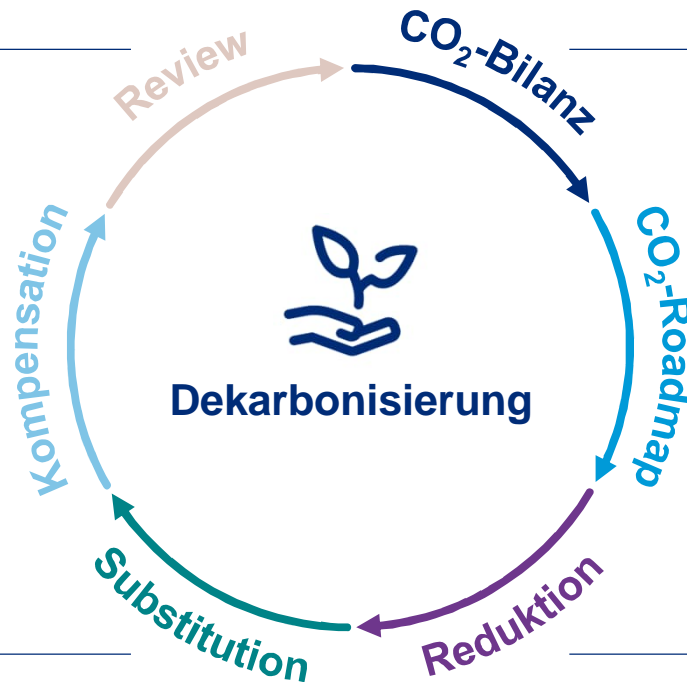 CO₂-Bilanz
CO₂-Roadmap
Reduktion
Substitution
Kompensation
Review
Dekarbonisierung